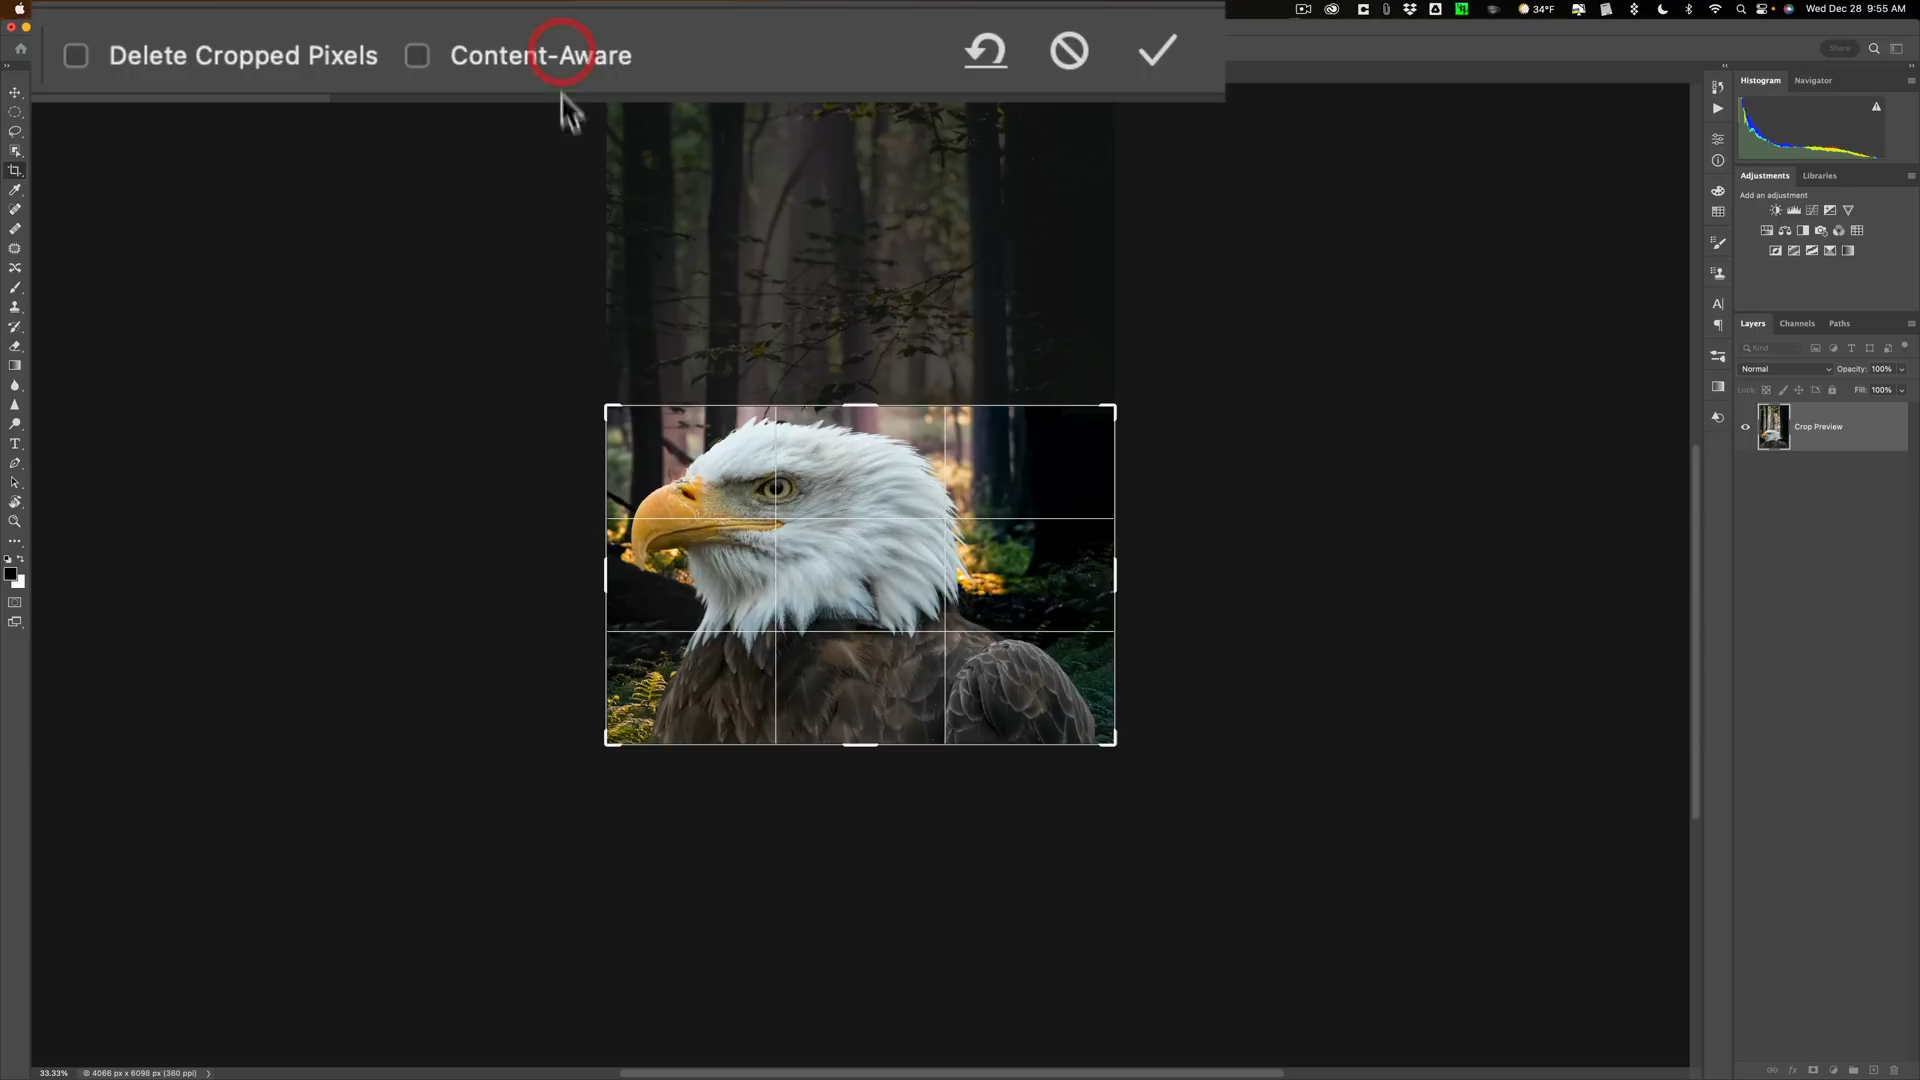 34°F
Wed Dec 28 9:55 AM
Delete Cropped Pixels
Content-Aware
Share
Histogram
Navigator
Adjustments
Libraries
Add an adjustment
Layers
Channels
Paths
Kind
Normal
Opacity: 100%
Lock:
Fill: 100%
Crop Preview
33.33%
4066 px x 6098 px (360 ppi)